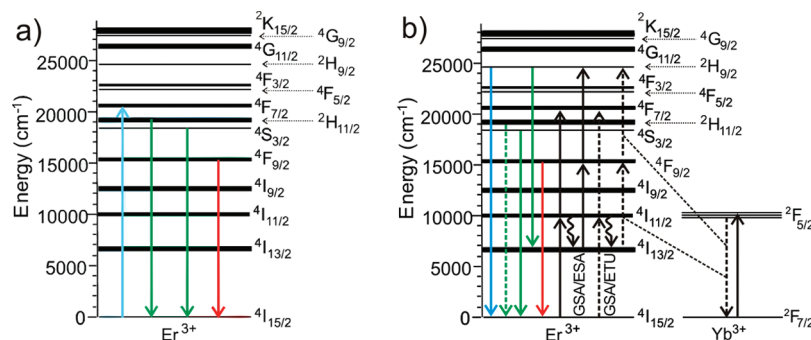 a)
Energy (cm⁻¹)
25000
20000
15000
10000
5000
0
²K₁₅/₂
⁴G₉/₂
⁴G₁₁/₂
²H₉/₂
⁴F₃/₂
⁴F₅/₂
⁴F₇/₂
²H₁₁/₂
⁴S₃/₂
⁴F₉/₂
⁴I₉/₂
⁴I₁₁/₂
⁴I₁₃/₂
⁴I₁₅/₂
Er³⁺
b)
Energy (cm⁻¹)
25000
20000
15000
10000
5000
0
²K₁₅/₂
⁴G₉/₂
⁴G₁₁/₂
²H₉/₂
⁴F₃/₂
⁴F₅/₂
⁴F₇/₂
²H₁₁/₂
⁴S₃/₂
⁴F₉/₂
⁴I₉/₂
⁴I₁₁/₂
⁴I₁₃/₂
⁴I₁₅/₂
GSA/ESA
GSA/ETU
Er³⁺
²F₅/₂
²F₇/₂
Yb³⁺